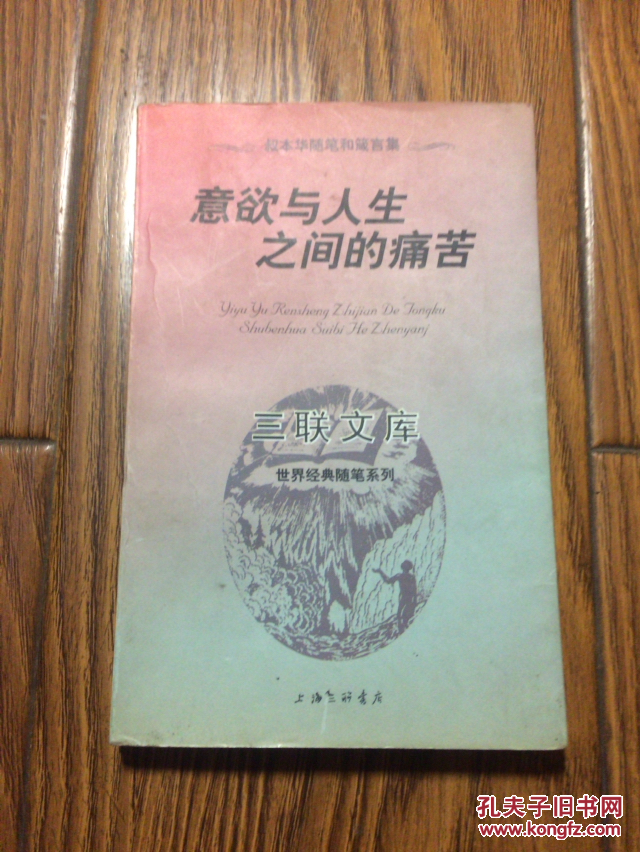 叔本华随笔和箴言集
意欲与人生
之间的痛苦
Yiyu Yu Rensheng Zhijian De Tongku
Shubenhua Suibi He Zhenyanj
三联文库
世界经典随笔系列
上海三联书店
孔夫子旧书网
www.kongfz.com